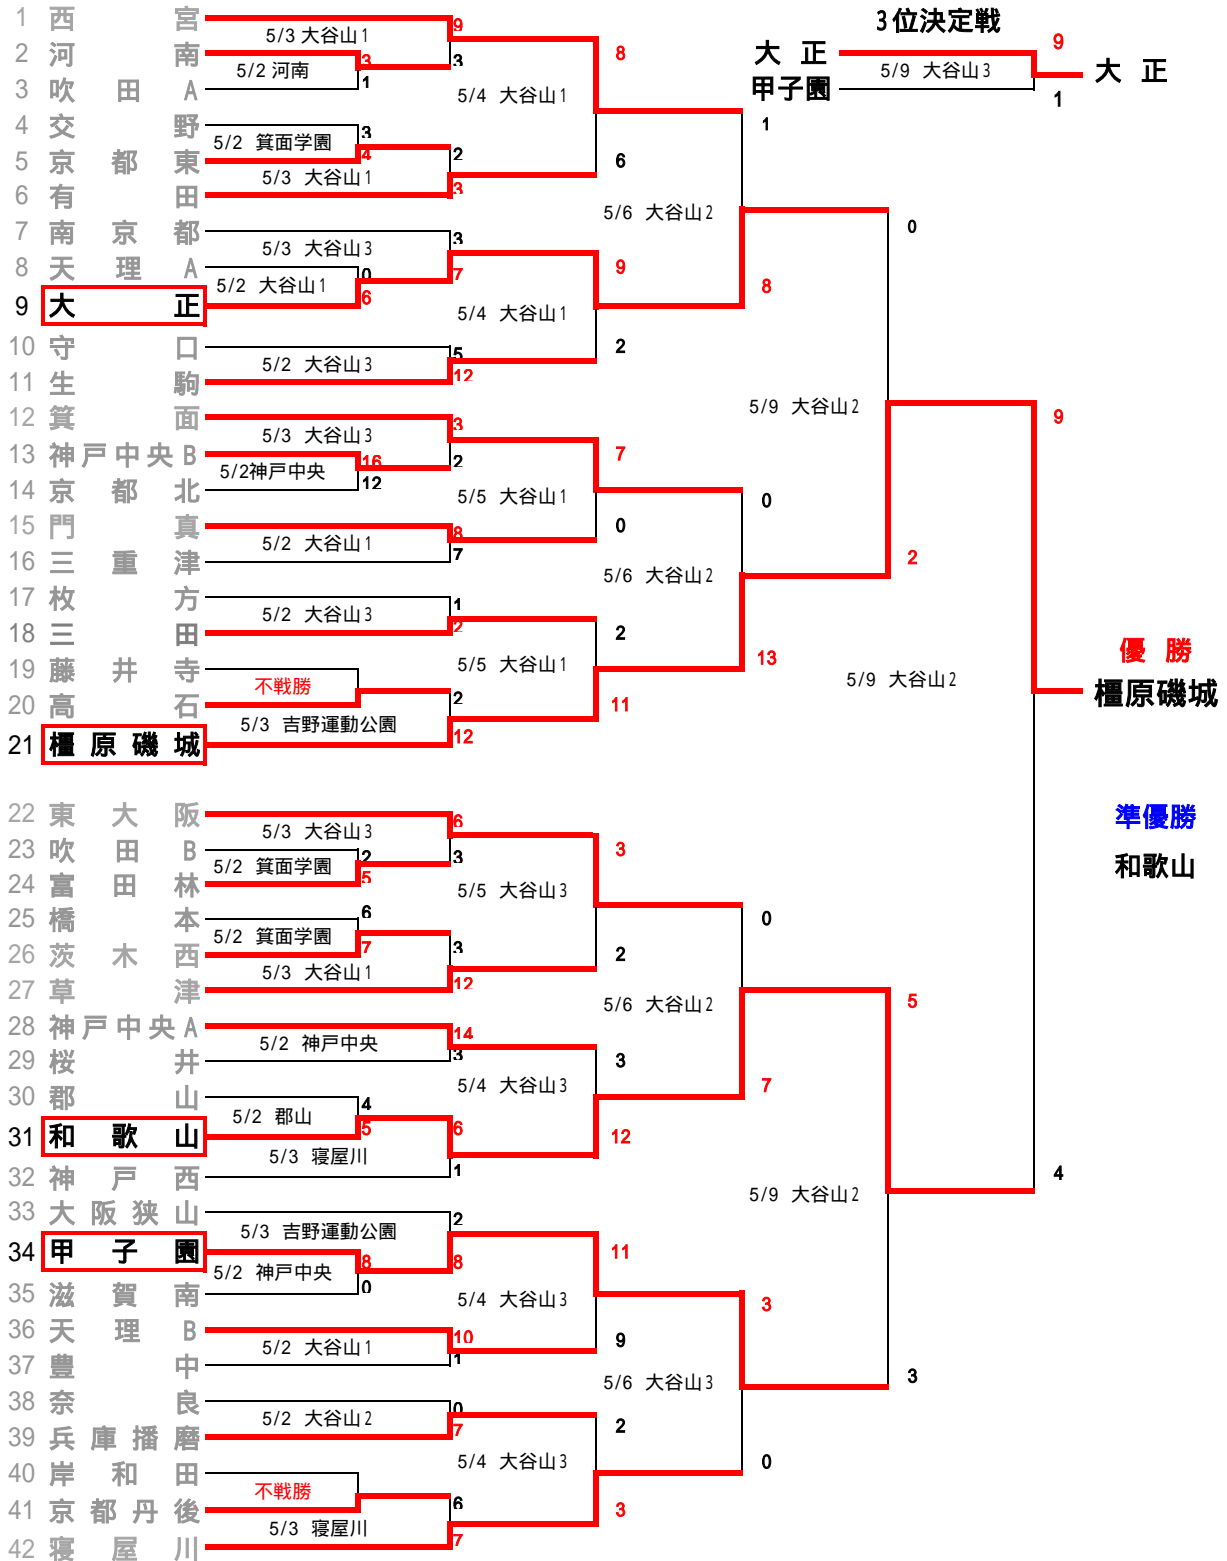 1 西宮 9
5/3 大谷山1
2 河南 3 3
5/2 河南
3 吹田A 1
5/4 大谷山1 8
4 交野 3
5/2 箕面学園
5 京都東 4 2
5/3 大谷山1 6
6 有田 3
5/6 大谷山2 1
7 南京都 3
5/3 大谷山3
8 天理A 0 7 9
5/2 大谷山1
9 大正 6
5/4 大谷山1 8
10 守口 5 2
5/2 大谷山3
11 生駒 12
5/9 大谷山2 0
12 箕面 3
5/3 大谷山3
13 神戸中央B 16 2 7
5/2神戸中央
14 京都北 12
5/5 大谷山1 0
15 門真 8 0
5/2 大谷山1
16 三重津 7
5/6 大谷山2 2
17 枚方 1
5/2 大谷山3
18 三田 2 2
5/5 大谷山1 13
19 藤井寺
不戦勝
20 高石 2 11
5/3 吉野運動公園
21 橿原磯城 12
5/9 大谷山2 9 4
22 東大阪 6
5/3 大谷山3
23 吹田B 2 3 3
5/2 箕面学園
24 富田林 5
5/5 大谷山3 0
25 橋本 6
5/2 箕面学園
26 茨木西 7 3 2
5/3 大谷山1
27 草津 12
5/6 大谷山2 5
28 神戸中央A 14
5/2 神戸中央
29 桜井 3 3
5/4 大谷山3 7
30 郡山 4
5/2 郡山
31 和歌山 5 6 12
5/3 寝屋川
32 神戸西 1
5/9 大谷山2
33 大阪狭山 2
5/3 吉野運動公園
34 甲子園 8 8 11
5/2 神戸中央
35 滋賀南 0
5/4 大谷山3 3
36 天理B 10 9
5/2 大谷山1
37 豊中 1
5/6 大谷山3 3
38 奈良 0
5/2 大谷山2
39 兵庫播磨 7 2
5/4 大谷山3 0
40 岸和田
不戦勝
41 京都丹後 6 3
5/3 寝屋川
42 寝屋川 7
3位決定戦
大正 9
5/9 大谷山3 大正
甲子園 1
優勝
橿原磯城
準優勝
和歌山